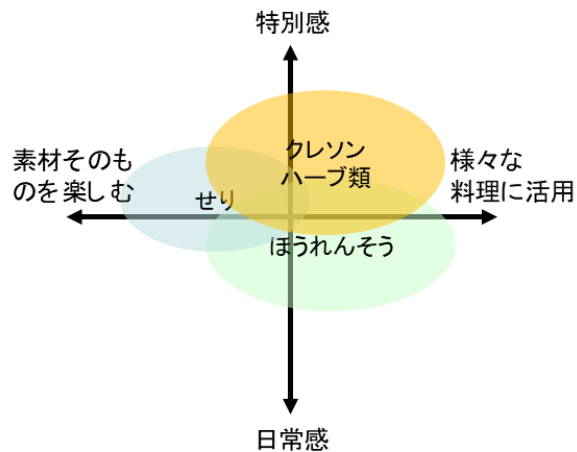 特別感
素材そのも
のを楽しむ
クレソン
ハーブ類
様々な
料理に活用
せり
ほうれんそう
日常感